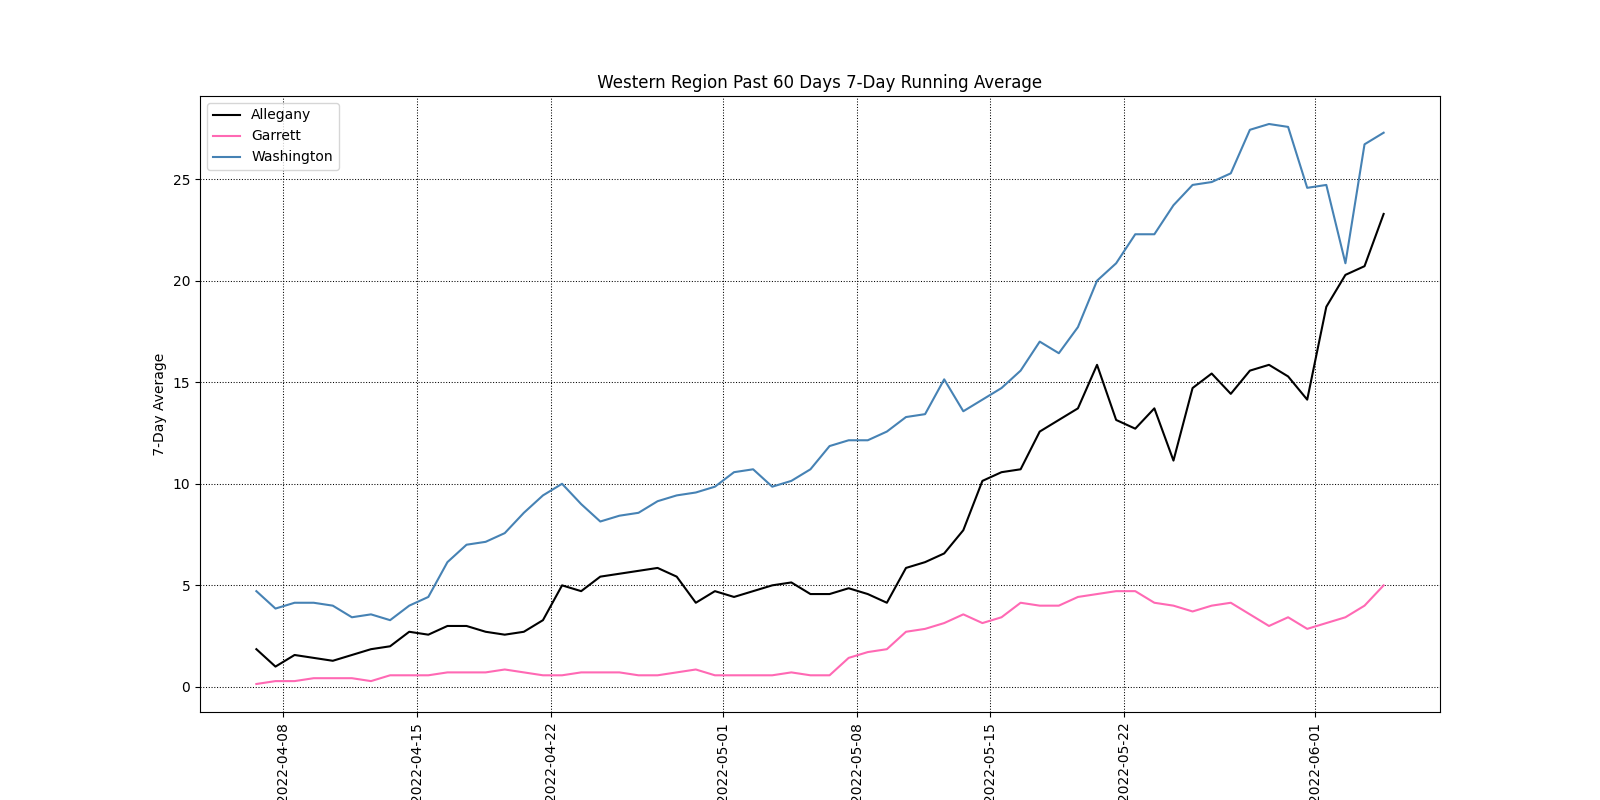 Western Region Past 60 Days 7-Day Running Average
Allegany
Garrett
Washington
7-Day Average
25
20
15
10
5
0
2022-04-08
2022-04-15
2022-04-22
2022-05-01
2022-05-08
2022-05-15
2022-05-22
2022-06-01